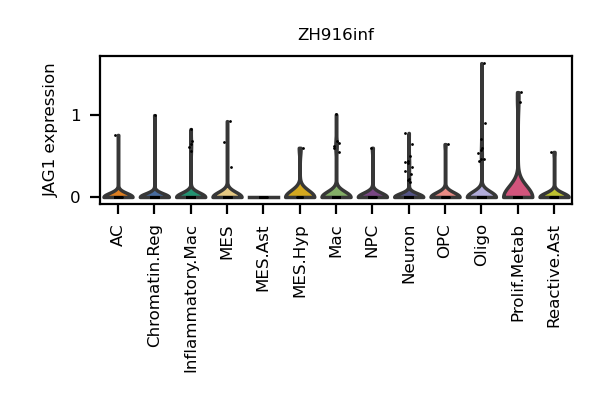 ZH916inf
JAG1 expression
1
0
AC
Chromatin.Reg
Inflammatory.Mac
MES
MES.Ast
MES.Hyp
Mac
NPC
Neuron
OPC
Oligo
Prolif.Metab
Reactive.Ast